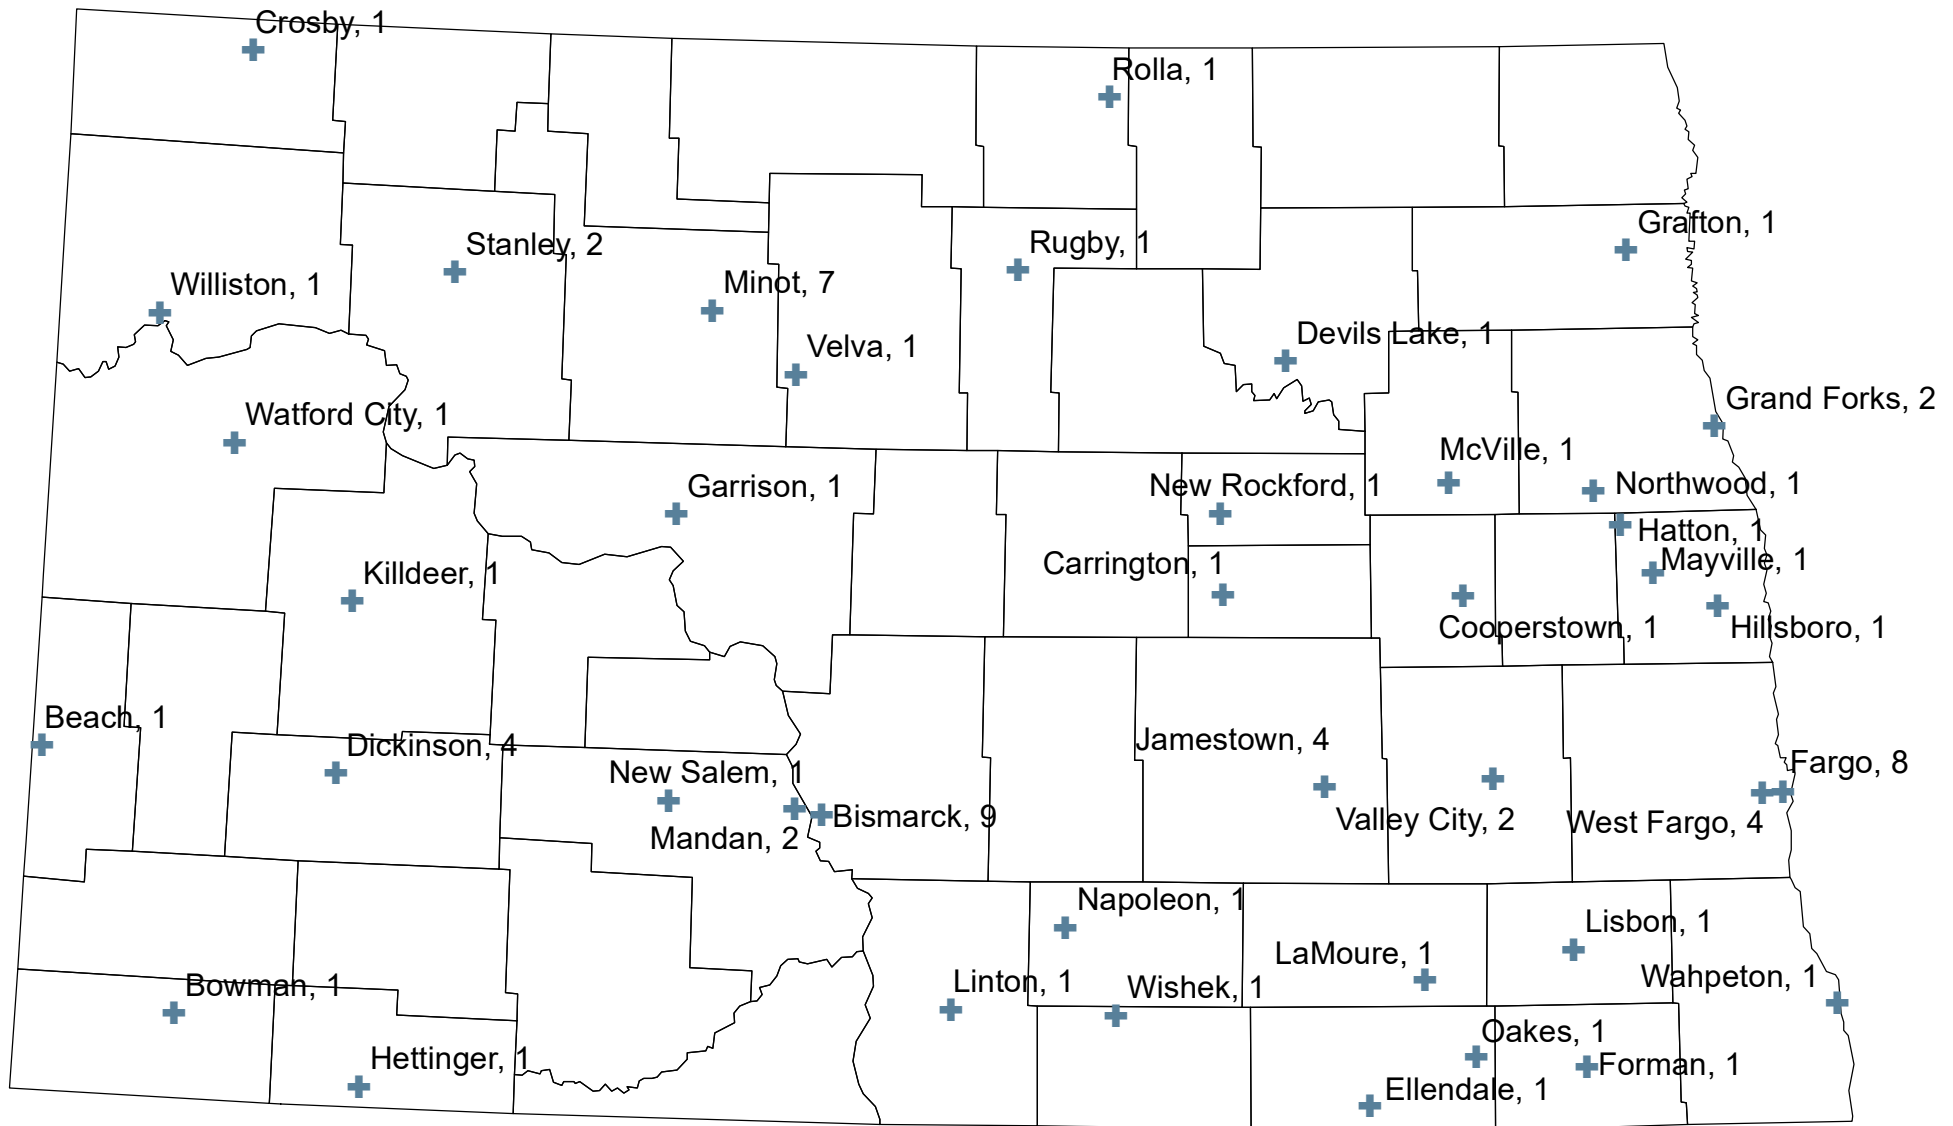 Crosby, 1
Rolla, 1
Grafton, 1
Stanley, 2
Rugby, 1
Williston, 1
Minot, 7
Devils Lake, 1
Velva, 1
Grand Forks, 2
Watford City, 1
McVille, 1
Garrison, 1
New Rockford, 1
Northwood, 1
Hatton, 1
Carrington, 1
Mayville, 1
Killdeer, 1
Cooperstown, 1
Hillsboro, 1
Beach, 1
Dickinson, 4
Jamestown, 4
Fargo, 8
New Salem, 1
Bismarck, 9
Valley City, 2
West Fargo, 4
Mandan, 2
Napoleon, 1
Lisbon, 1
LaMoure, 1
Wahpeton, 1
Bowman, 1
Linton, 1
Wishek, 1
Oakes, 1
Hettinger, 1
Forman, 1
Ellendale, 1